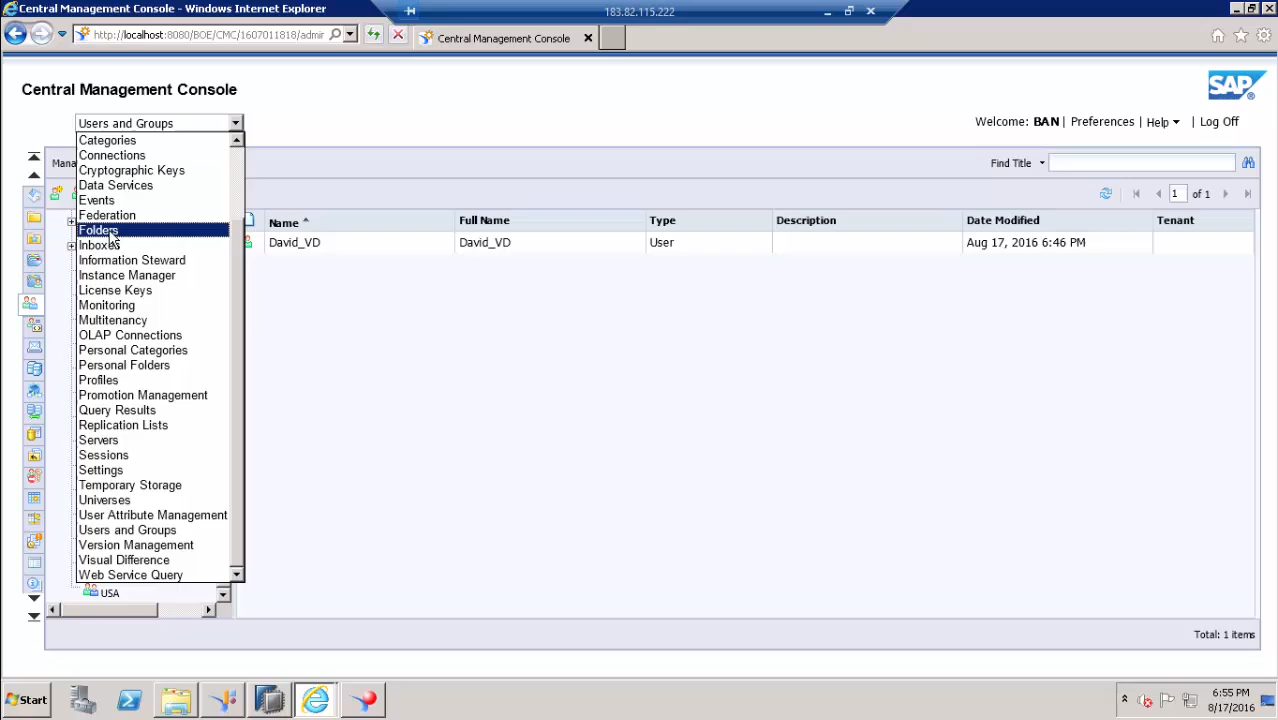 Central Management Console - Windows Internet Explorer
183.82.115.222
http://localhost:8080/BOE/CMC/1607011818/admir
Central Management Console
Central Management Console
SAP
Users and Groups
Welcome: BAN | Preferences | Help | Log Off
Mana
Find Title
1 of 1
Name Full Name Type Description Date Modified Tenant
David_VD David_VD User Aug 17, 2016 6:46 PM
Categories
Connections
Cryptographic Keys
Data Services
Events
Federation
Folders
Inboxes
Information Steward
Instance Manager
License Keys
Monitoring
Multitenancy
OLAP Connections
Personal Categories
Personal Folders
Profiles
Promotion Management
Query Results
Replication Lists
Servers
Sessions
Settings
Temporary Storage
Universes
User Attribute Management
Users and Groups
Version Management
Visual Difference
Web Service Query
USA
Total: 1 items
Start
6:55 PM
8/17/2016